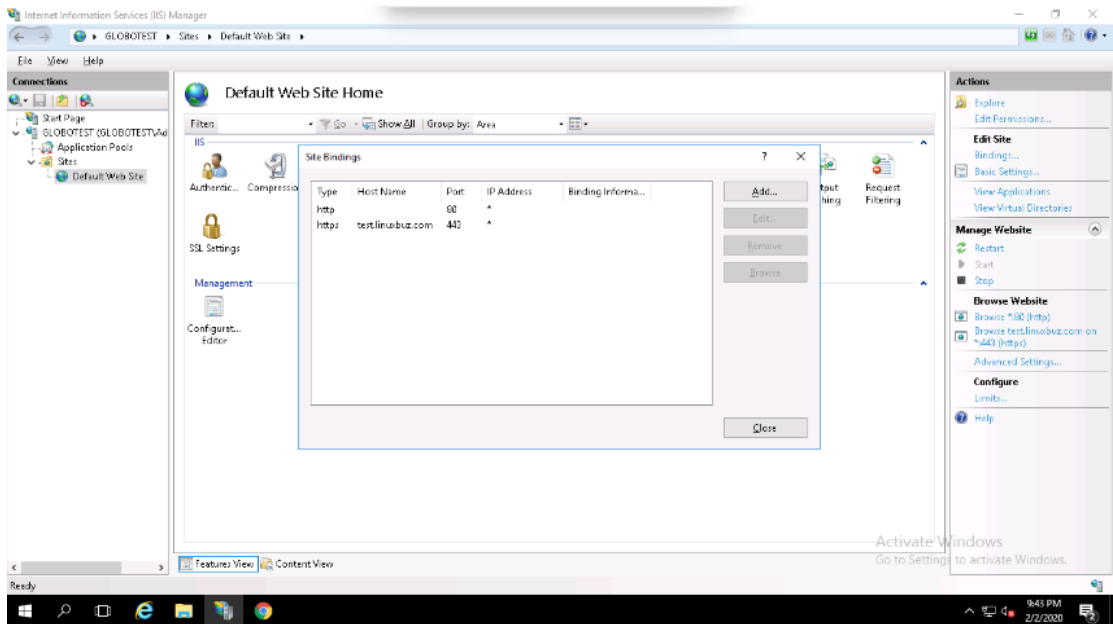 Internet Information Services (IIS) Manager
GLOBOTEST Sites Default Web Site
File View Help
Connections
Start Page
GLOBOTEST (GLOBOTEST\Ad
Application Pools
Sites
Default Web Site
Default Web Site Home
Filter: Go Show All Group by: Area
IIS
Authentic... Compressio
SSL Settings
Management
Configurat...
Editor
tput
hing
Request
Filtering
Site Bindings
Type Host Name Port IP Address Binding Informa...
http 80 *
https test.linuxbuz.com 443 *
Add...
Edit...
Remove
Browse
Close
Features View Content View
Actions
Explore
Edit Permissions...
Edit Site
Bindings...
Basic Settings...
View Applications
View Virtual Directories
Manage Website
Restart
Start
Stop
Browse Website
Browse *:80 (http)
Browse test.linuxbuz.com on
*:443 (https)
Advanced Settings...
Configure
Limits...
Help
Activate Windows
Go to Settings to activate Windows.
Ready
9:43 PM
2/2/2020
2